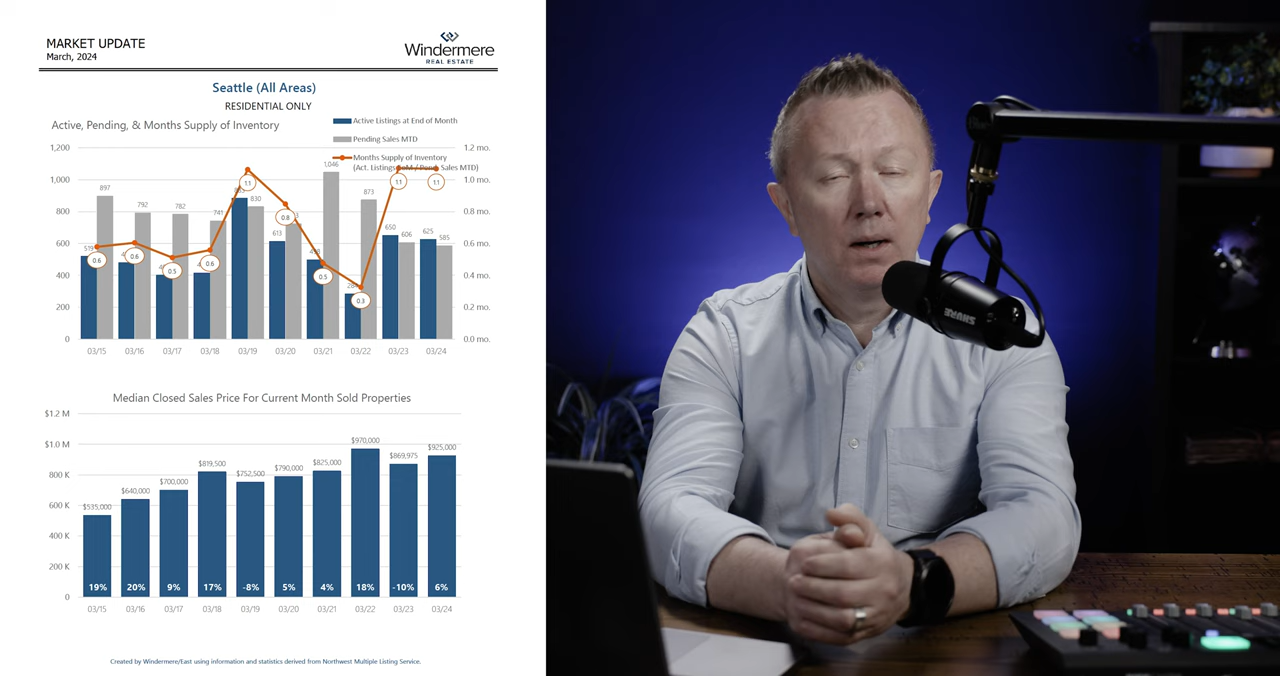 MARKET UPDATE
March, 2024
Windermere
REAL ESTATE
Seattle (All Areas)
RESIDENTIAL ONLY
Active, Pending, & Months Supply of Inventory
Active Listings at End of Month
Pending Sales MTD
Months Supply of Inventory
(Act. Listings / Sales MTD)
1,200 1.2 mo.
1,000 1.0 mo.
800 0.8 mo.
600 0.6 mo.
400 0.4 mo.
200 0.2 mo.
0 0.0 mo.
897 792 782 741 830 613 1,046 873 650 606 625 585
0.6 0.6 0.5 0.6 1.1 0.8 0.5 0.3 1.1 1.1
03/15 03/16 03/17 03/18 03/19 03/20 03/21 03/22 03/23 03/24
Median Closed Sales Price For Current Month Sold Properties
$1.2 M
$1.0 M
800 K
600 K
400 K
200 K
0
$535,000 $640,000 $700,000 $819,500 $752,500 $790,000 $825,000 $970,000 $869,975 $925,000
19% 20% 9% 17% -8% 5% 4% 18% -10% 6%
03/15 03/16 03/17 03/18 03/19 03/20 03/21 03/22 03/23 03/24
Created by Windermere/East using information and statistics derived from Northwest Multiple Listing Service.
SHURE